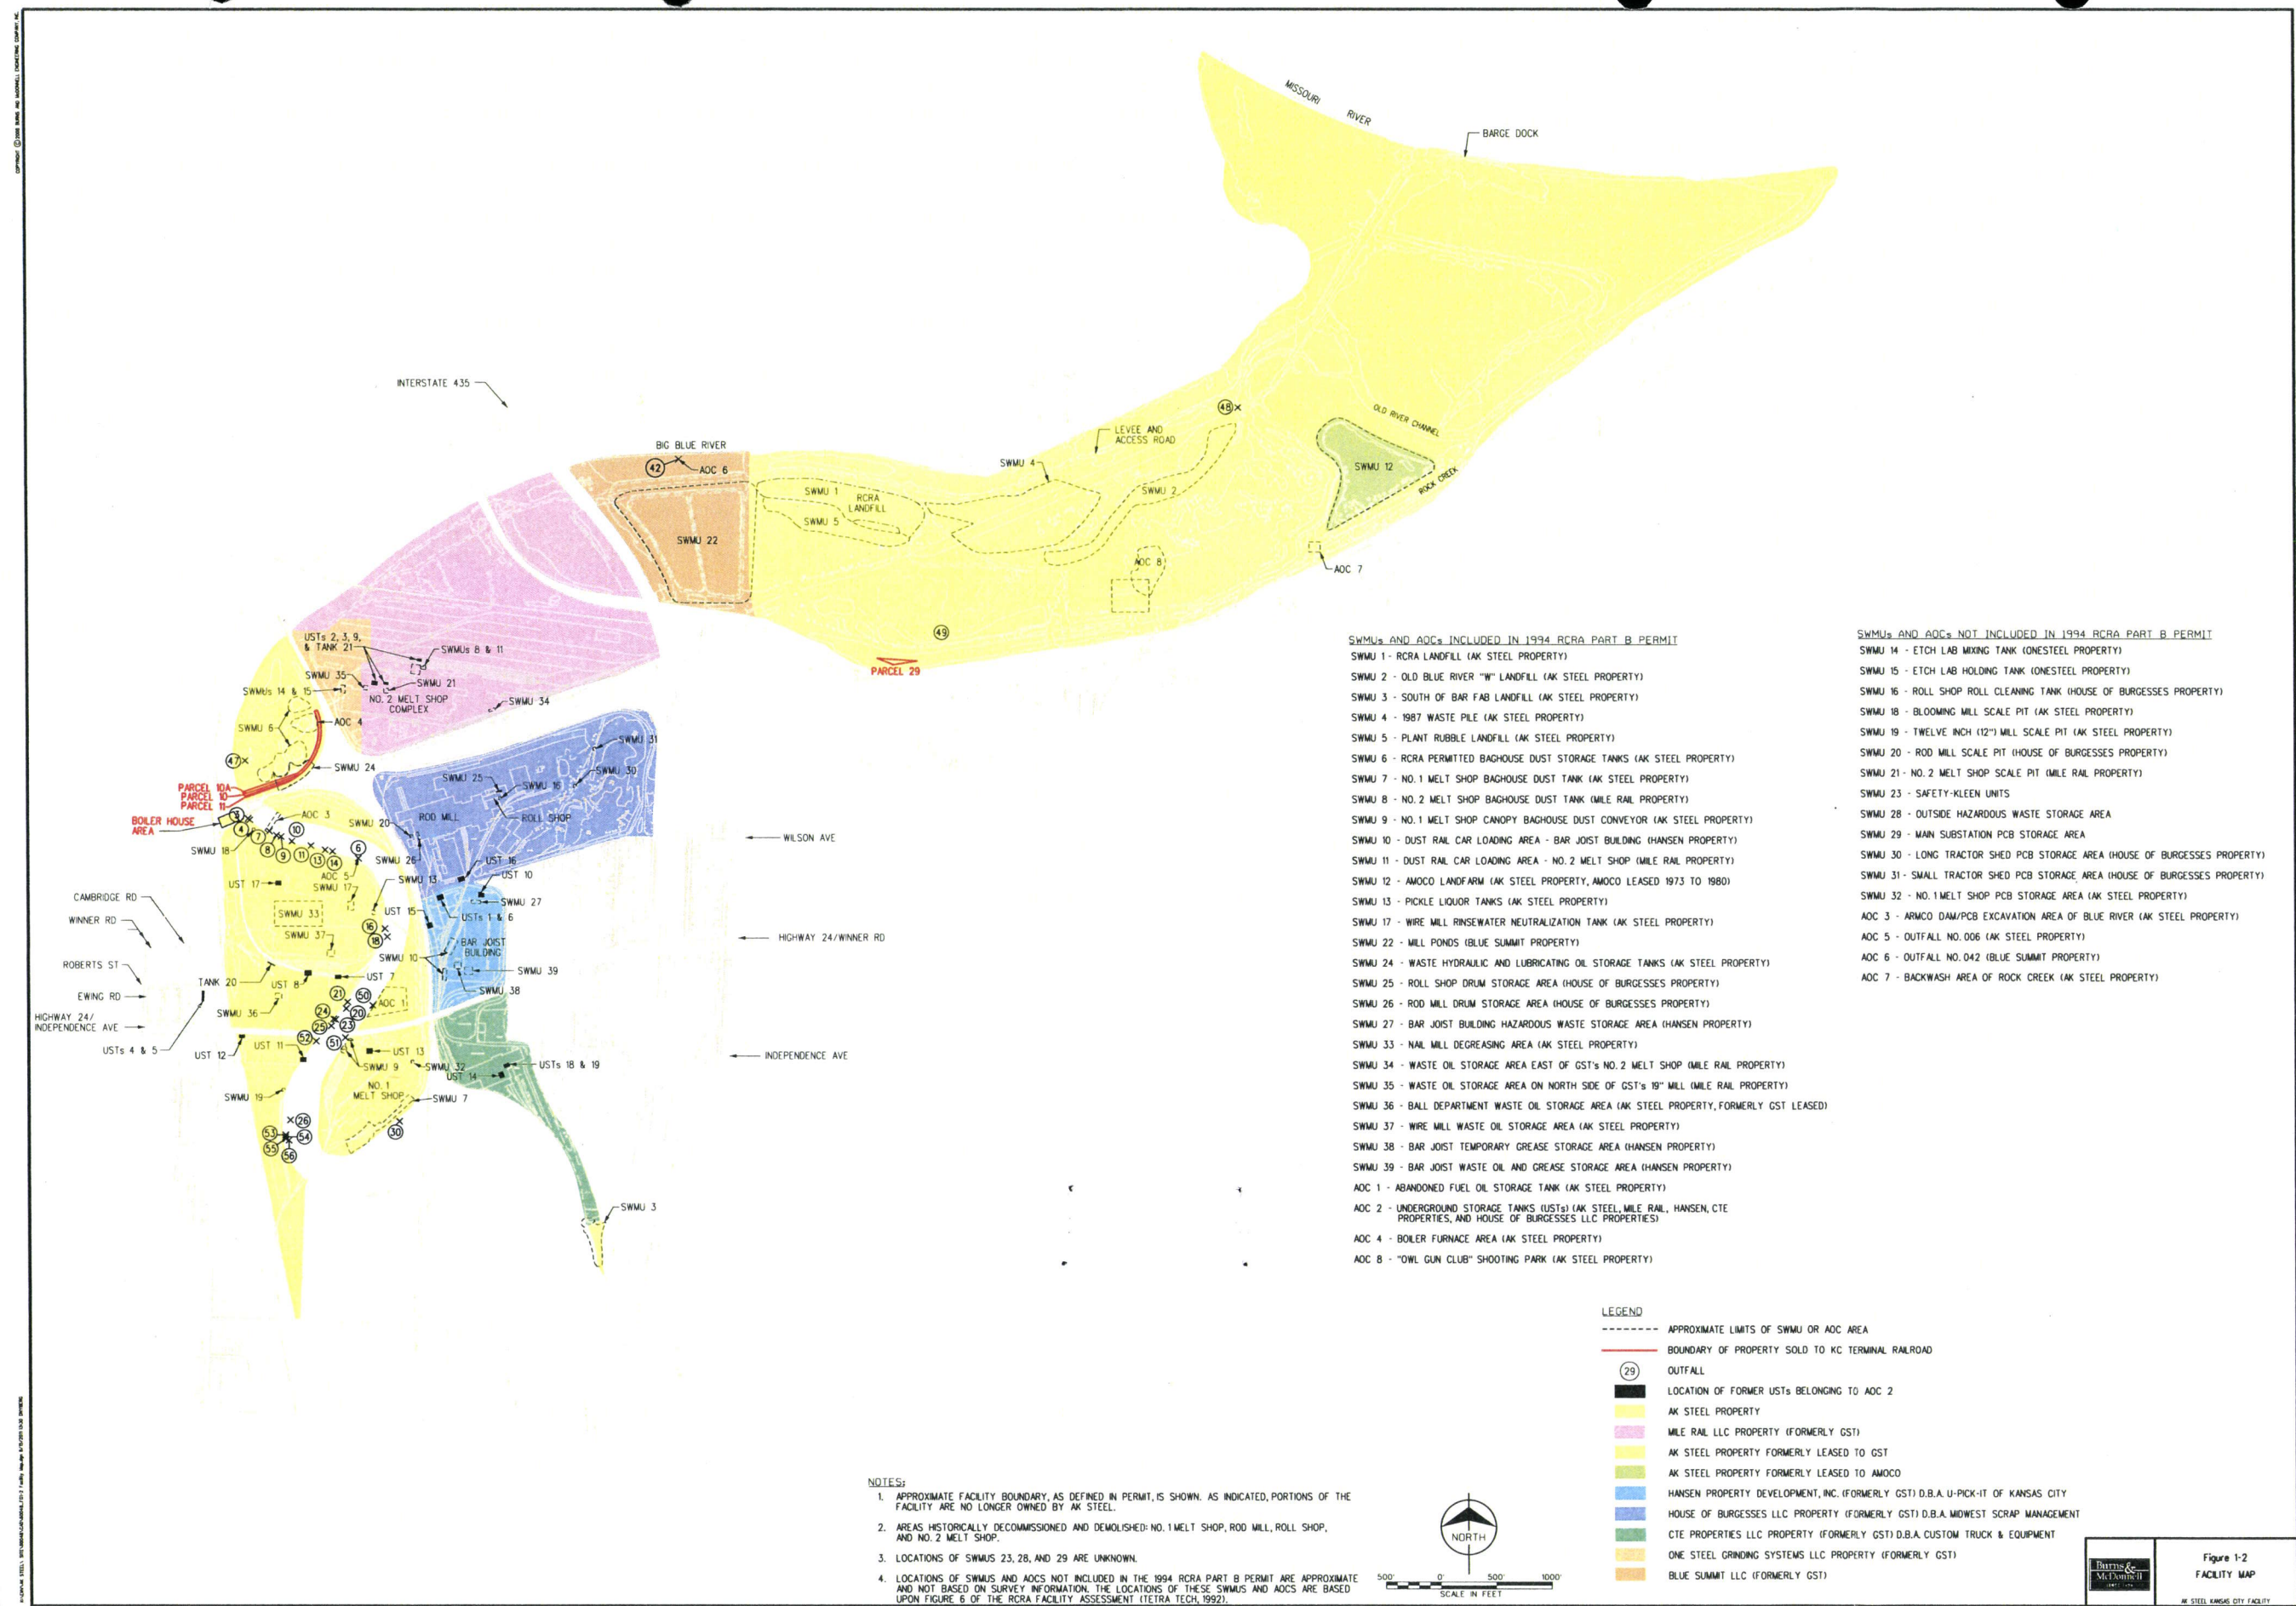 COPYRIGHT © 2008 BURNS AND McDONNELL ENGINEERING COMPANY, INC.
MISSOURI RIVER
BARGE DOCK
INTERSTATE 435
BIG BLUE RIVER
42
AOC 6
48
LEVEE AND
ACCESS ROAD
OLD RIVER CHANNEL
SWMU 4
SWMU 12
ROCK CREEK
SWMU 1
RCRA
LANDFILL
SWMU 2
SWMU 5
SWMU 22
AOC 8
AOC 7
49
PARCEL 29
USTs 2, 3, 9,
& TANK 21
SWMUs 8 & 11
SWMU 35
SWMU 21
SWMUs 14 & 15
NO. 2 MELT SHOP
COMPLEX
SWMU 34
AOC 4
SWMU 6
SWMU 31
47
SWMU 24
SWMU 30
SWMU 25
SWMU 16
PARCEL 10A
PARCEL 10
PARCEL 11
BOILER HOUSE
AREA
3
4
7
8
9
10
11
13
14
6
AOC 3
SWMU 20
ROD MILL
ROLL SHOP
WILSON AVE
SWMU 18
SWMU 26
UST 16
AOC 5
UST 10
UST 17
SWMU 17
SWMU 13
SWMU 27
CAMBRIDGE RD
UST 15
USTs 1 & 6
SWMU 33
WINNER RD
16
18
HIGHWAY 24/WINNER RD
SWMU 37
BAR JOIST
BUILDING
SWMU 10
ROBERTS ST
SWMU 39
TANK 20
UST 7
UST 8
SWMU 38
EWING RD
21
50
AOC 1
SWMU 36
24
20
HIGHWAY 24/
INDEPENDENCE AVE
25
23
52
51
USTs 4 & 5
UST 12
UST 11
UST 13
INDEPENDENCE AVE
SWMU 9
SWMU 32
USTs 18 & 19
UST 14
NO. 1
MELT SHOP
SWMU 19
SWMU 7
26
53
54
30
55
56
SWMU 3
SWMUs AND AOCs INCLUDED IN 1994 RCRA PART B PERMIT
SWMU 1 - RCRA LANDFILL (AK STEEL PROPERTY)
SWMU 2 - OLD BLUE RIVER "W" LANDFILL (AK STEEL PROPERTY)
SWMU 3 - SOUTH OF BAR FAB LANDFILL (AK STEEL PROPERTY)
SWMU 4 - 1987 WASTE PILE (AK STEEL PROPERTY)
SWMU 5 - PLANT RUBBLE LANDFILL (AK STEEL PROPERTY)
SWMU 6 - RCRA PERMITTED BAGHOUSE DUST STORAGE TANKS (AK STEEL PROPERTY)
SWMU 7 - NO. 1 MELT SHOP BAGHOUSE DUST TANK (AK STEEL PROPERTY)
SWMU 8 - NO. 2 MELT SHOP BAGHOUSE DUST TANK (MILE RAIL PROPERTY)
SWMU 9 - NO. 1 MELT SHOP CANOPY BAGHOUSE DUST CONVEYOR (AK STEEL PROPERTY)
SWMU 10 - DUST RAIL CAR LOADING AREA - BAR JOIST BUILDING (HANSEN PROPERTY)
SWMU 11 - DUST RAIL CAR LOADING AREA - NO. 2 MELT SHOP (MILE RAIL PROPERTY)
SWMU 12 - AMOCO LANDFARM (AK STEEL PROPERTY, AMOCO LEASED 1973 TO 1980)
SWMU 13 - PICKLE LIQUOR TANKS (AK STEEL PROPERTY)
SWMU 17 - WIRE MILL RINSEWATER NEUTRALIZATION TANK (AK STEEL PROPERTY)
SWMU 22 - MILL PONDS (BLUE SUMMIT PROPERTY)
SWMU 24 - WASTE HYDRAULIC AND LUBRICATING OIL STORAGE TANKS (AK STEEL PROPERTY)
SWMU 25 - ROLL SHOP DRUM STORAGE AREA (HOUSE OF BURGESSES PROPERTY)
SWMU 26 - ROD MILL DRUM STORAGE AREA (HOUSE OF BURGESSES PROPERTY)
SWMU 27 - BAR JOIST BUILDING HAZARDOUS WASTE STORAGE AREA (HANSEN PROPERTY)
SWMU 33 - NAIL MILL DEGREASING AREA (AK STEEL PROPERTY)
SWMU 34 - WASTE OIL STORAGE AREA EAST OF GST's NO. 2 MELT SHOP (MILE RAIL PROPERTY)
SWMU 35 - WASTE OIL STORAGE AREA ON NORTH SIDE OF GST's 19" MILL (MILE RAIL PROPERTY)
SWMU 36 - BALL DEPARTMENT WASTE OIL STORAGE AREA (AK STEEL PROPERTY, FORMERLY GST LEASED)
SWMU 37 - WIRE MILL WASTE OIL STORAGE AREA (AK STEEL PROPERTY)
SWMU 38 - BAR JOIST TEMPORARY GREASE STORAGE AREA (HANSEN PROPERTY)
SWMU 39 - BAR JOIST WASTE OIL AND GREASE STORAGE AREA (HANSEN PROPERTY)
AOC 1 - ABANDONED FUEL OIL STORAGE TANK (AK STEEL PROPERTY)
AOC 2 - UNDERGROUND STORAGE TANKS (USTs) (AK STEEL, MILE RAIL, HANSEN, CTE
PROPERTIES, AND HOUSE OF BURGESSES LLC PROPERTIES)
AOC 4 - BOILER FURNACE AREA (AK STEEL PROPERTY)
AOC 8 - "OWL GUN CLUB" SHOOTING PARK (AK STEEL PROPERTY)
SWMUs AND AOCs NOT INCLUDED IN 1994 RCRA PART B PERMIT
SWMU 14 - ETCH LAB MIXING TANK (ONESTEEL PROPERTY)
SWMU 15 - ETCH LAB HOLDING TANK (ONESTEEL PROPERTY)
SWMU 16 - ROLL SHOP ROLL CLEANING TANK (HOUSE OF BURGESSES PROPERTY)
SWMU 18 - BLOOMING MILL SCALE PIT (AK STEEL PROPERTY)
SWMU 19 - TWELVE INCH (12") MILL SCALE PIT (AK STEEL PROPERTY)
SWMU 20 - ROD MILL SCALE PIT (HOUSE OF BURGESSES PROPERTY)
SWMU 21 - NO. 2 MELT SHOP SCALE PIT (MILE RAIL PROPERTY)
SWMU 23 - SAFETY-KLEEN UNITS
SWMU 28 - OUTSIDE HAZARDOUS WASTE STORAGE AREA
SWMU 29 - MAIN SUBSTATION PCB STORAGE AREA
SWMU 30 - LONG TRACTOR SHED PCB STORAGE AREA (HOUSE OF BURGESSES PROPERTY)
SWMU 31 - SMALL TRACTOR SHED PCB STORAGE AREA (HOUSE OF BURGESSES PROPERTY)
SWMU 32 - NO. 1 MELT SHOP PCB STORAGE AREA (AK STEEL PROPERTY)
AOC 3 - ARMCO DAM/PCB EXCAVATION AREA OF BLUE RIVER (AK STEEL PROPERTY)
AOC 5 - OUTFALL NO. 006 (AK STEEL PROPERTY)
AOC 6 - OUTFALL NO. 042 (BLUE SUMMIT PROPERTY)
AOC 7 - BACKWASH AREA OF ROCK CREEK (AK STEEL PROPERTY)
LEGEND
APPROXIMATE LIMITS OF SWMU OR AOC AREA
BOUNDARY OF PROPERTY SOLD TO KC TERMINAL RAILROAD
29 OUTFALL
LOCATION OF FORMER USTs BELONGING TO AOC 2
AK STEEL PROPERTY
MILE RAIL LLC PROPERTY (FORMERLY GST)
AK STEEL PROPERTY FORMERLY LEASED TO GST
AK STEEL PROPERTY FORMERLY LEASED TO AMOCO
HANSEN PROPERTY DEVELOPMENT, INC. (FORMERLY GST) D.B.A. U-PICK-IT OF KANSAS CITY
HOUSE OF BURGESSES LLC PROPERTY (FORMERLY GST) D.B.A. MIDWEST SCRAP MANAGEMENT
CTE PROPERTIES LLC PROPERTY (FORMERLY GST) D.B.A. CUSTOM TRUCK & EQUIPMENT
ONE STEEL GRINDING SYSTEMS LLC PROPERTY (FORMERLY GST)
BLUE SUMMIT LLC (FORMERLY GST)
NOTES:
1. APPROXIMATE FACILITY BOUNDARY, AS DEFINED IN PERMIT, IS SHOWN. AS INDICATED, PORTIONS OF THE
FACILITY ARE NO LONGER OWNED BY AK STEEL.
2. AREAS HISTORICALLY DECOMMISSIONED AND DEMOLISHED: NO. 1 MELT SHOP, ROD MILL, ROLL SHOP,
AND NO. 2 MELT SHOP.
3. LOCATIONS OF SWMUS 23, 28, AND 29 ARE UNKNOWN.
4. LOCATIONS OF SWMUS AND AOCS NOT INCLUDED IN THE 1994 RCRA PART B PERMIT ARE APPROXIMATE
AND NOT BASED ON SURVEY INFORMATION. THE LOCATIONS OF THESE SWMUS AND AOCS ARE BASED
UPON FIGURE 6 OF THE RCRA FACILITY ASSESSMENT (TETRA TECH, 1992).
NORTH
500' 0' 500' 1000'
SCALE IN FEET
Burns &
McDonnell
Figure 1-2
FACILITY MAP
AK STEEL KANSAS CITY FACILITY